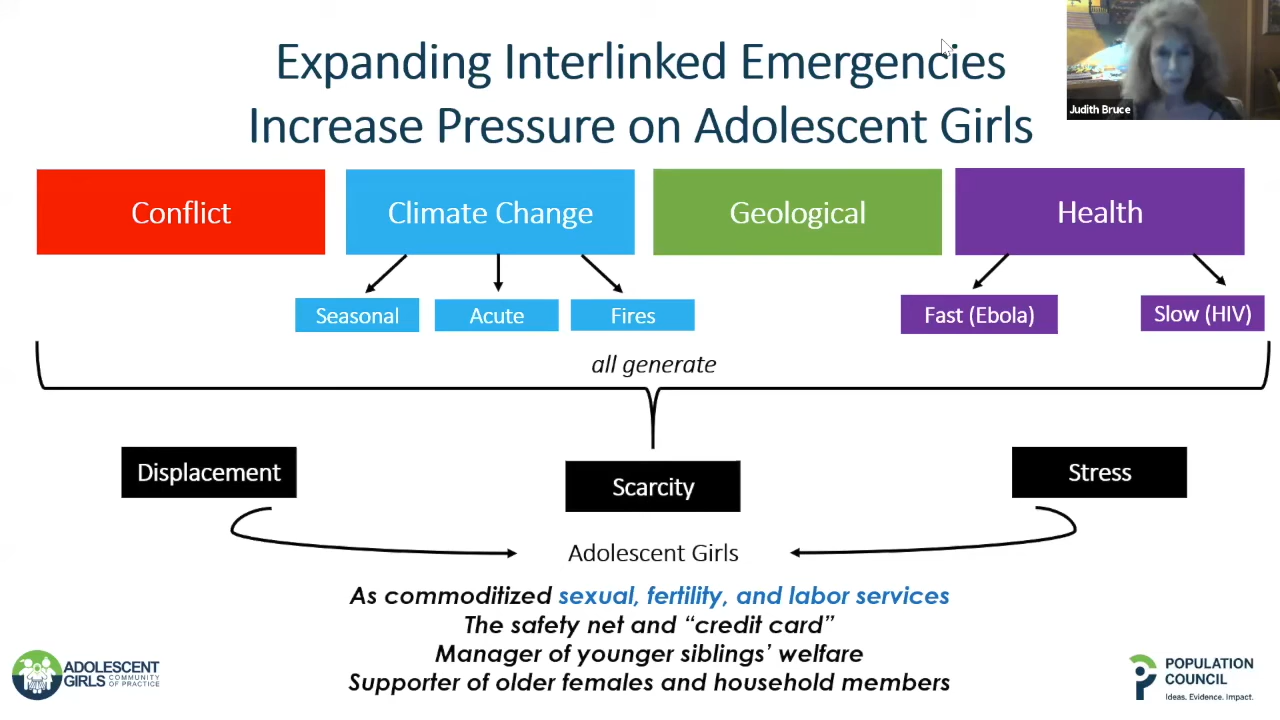 Expanding Interlinked Emergencies
Increase Pressure on Adolescent Girls
Judith Bruce
Conflict
Climate Change
Geological
Health
Seasonal
Acute
Fires
Fast (Ebola)
Slow (HIV)
all generate
Displacement
Scarcity
Stress
Adolescent Girls
As commoditized sexual, fertility, and labor services
The safety net and “credit card”
Manager of younger siblings’ welfare
Supporter of older females and household members
ADOLESCENT
GIRLS COMMUNITY
OF PRACTICE
POPULATION
COUNCIL
Ideas. Evidence. Impact.